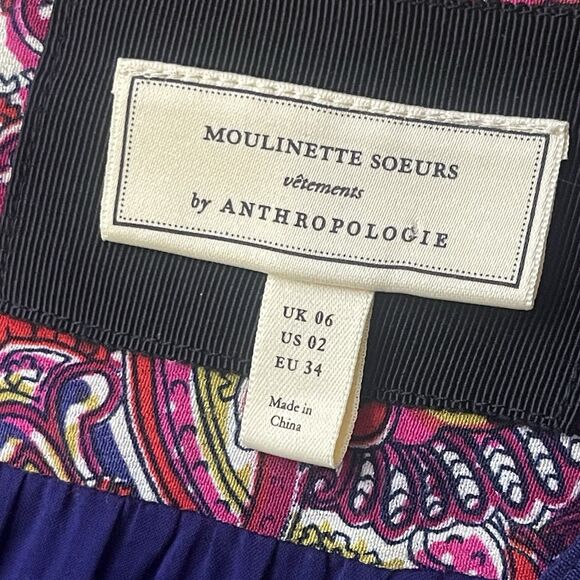 MOULINETTE SOEURS
vêtements
by ANTHROPOLOGIE
UK 06
US 02
EU 34
Made in
China